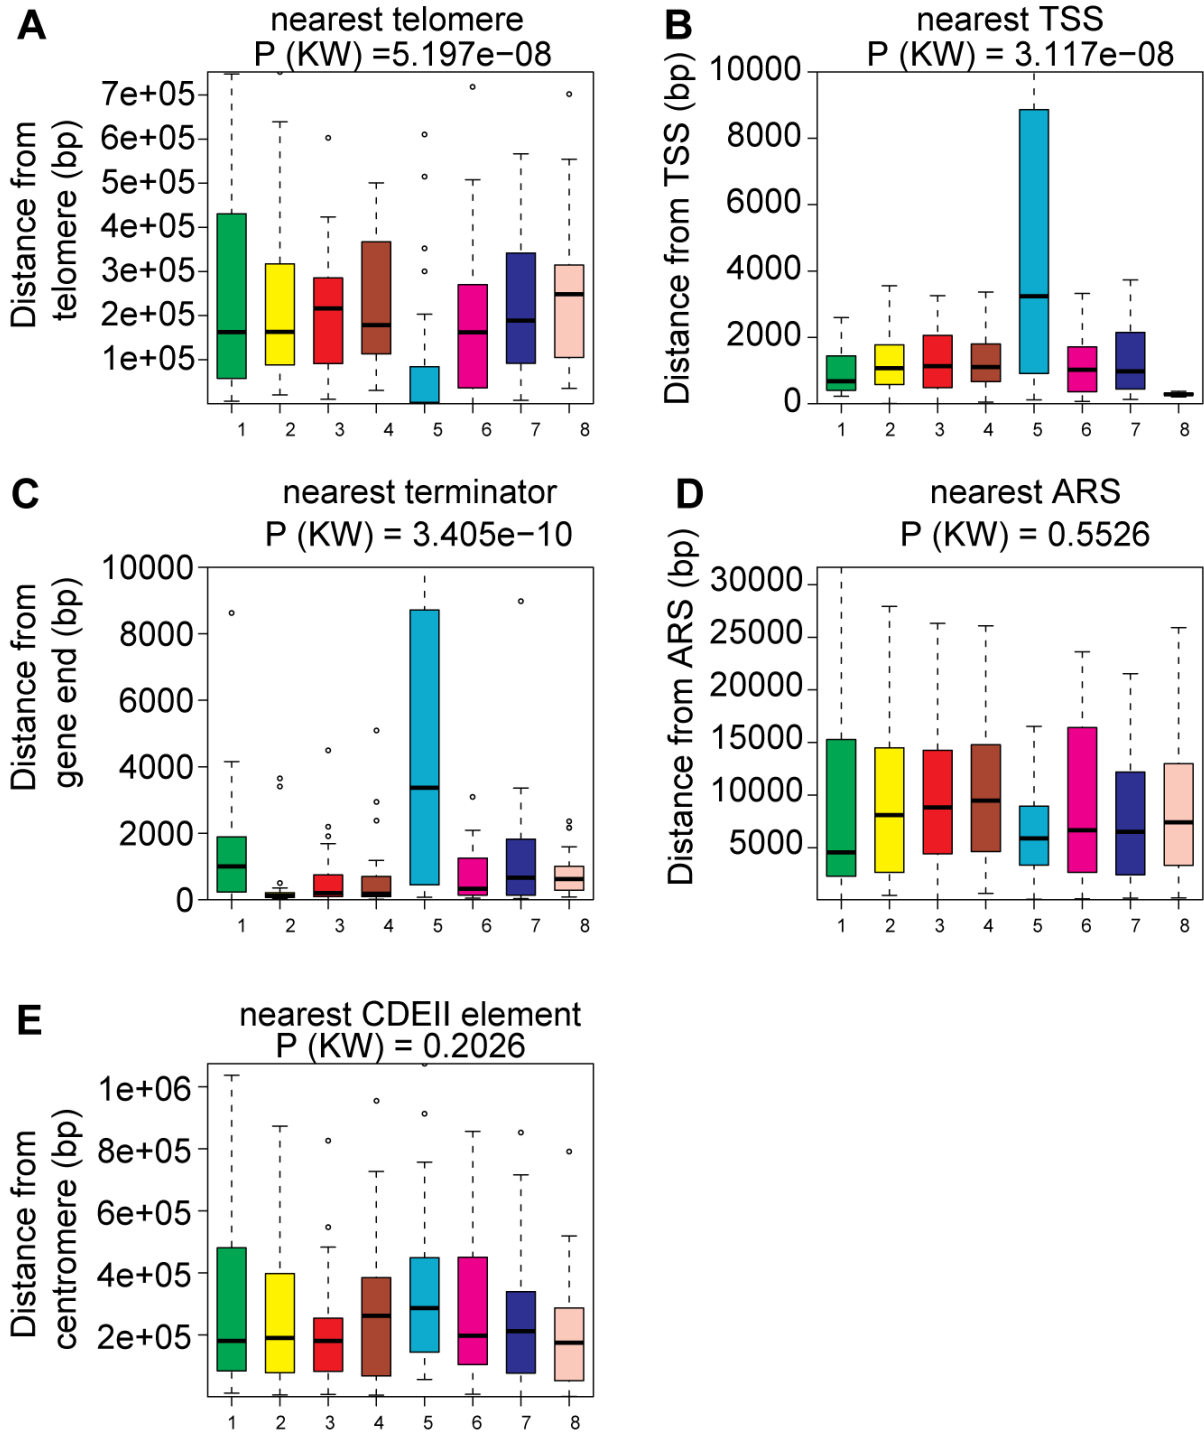 A
nearest telomere
P (KW) =5.197e−08
Distance from
telomere (bp)
7e+05
6e+05
5e+05
4e+05
3e+05
2e+05
1e+05
1 2 3 4 5 6 7 8
B
nearest TSS
P (KW) = 3.117e−08
Distance from TSS (bp)
10000
8000
6000
4000
2000
0
1 2 3 4 5 6 7 8
C
nearest terminator
P (KW) = 3.405e−10
Distance from
gene end (bp)
10000
8000
6000
4000
2000
0
1 2 3 4 5 6 7 8
D
nearest ARS
P (KW) = 0.5526
Distance from ARS (bp)
30000
25000
20000
15000
10000
5000
1 2 3 4 5 6 7 8
E
nearest CDEII element
P (KW) = 0.2026
Distance from
centromere (bp)
1e+06
8e+05
6e+05
4e+05
2e+05
1 2 3 4 5 6 7 8